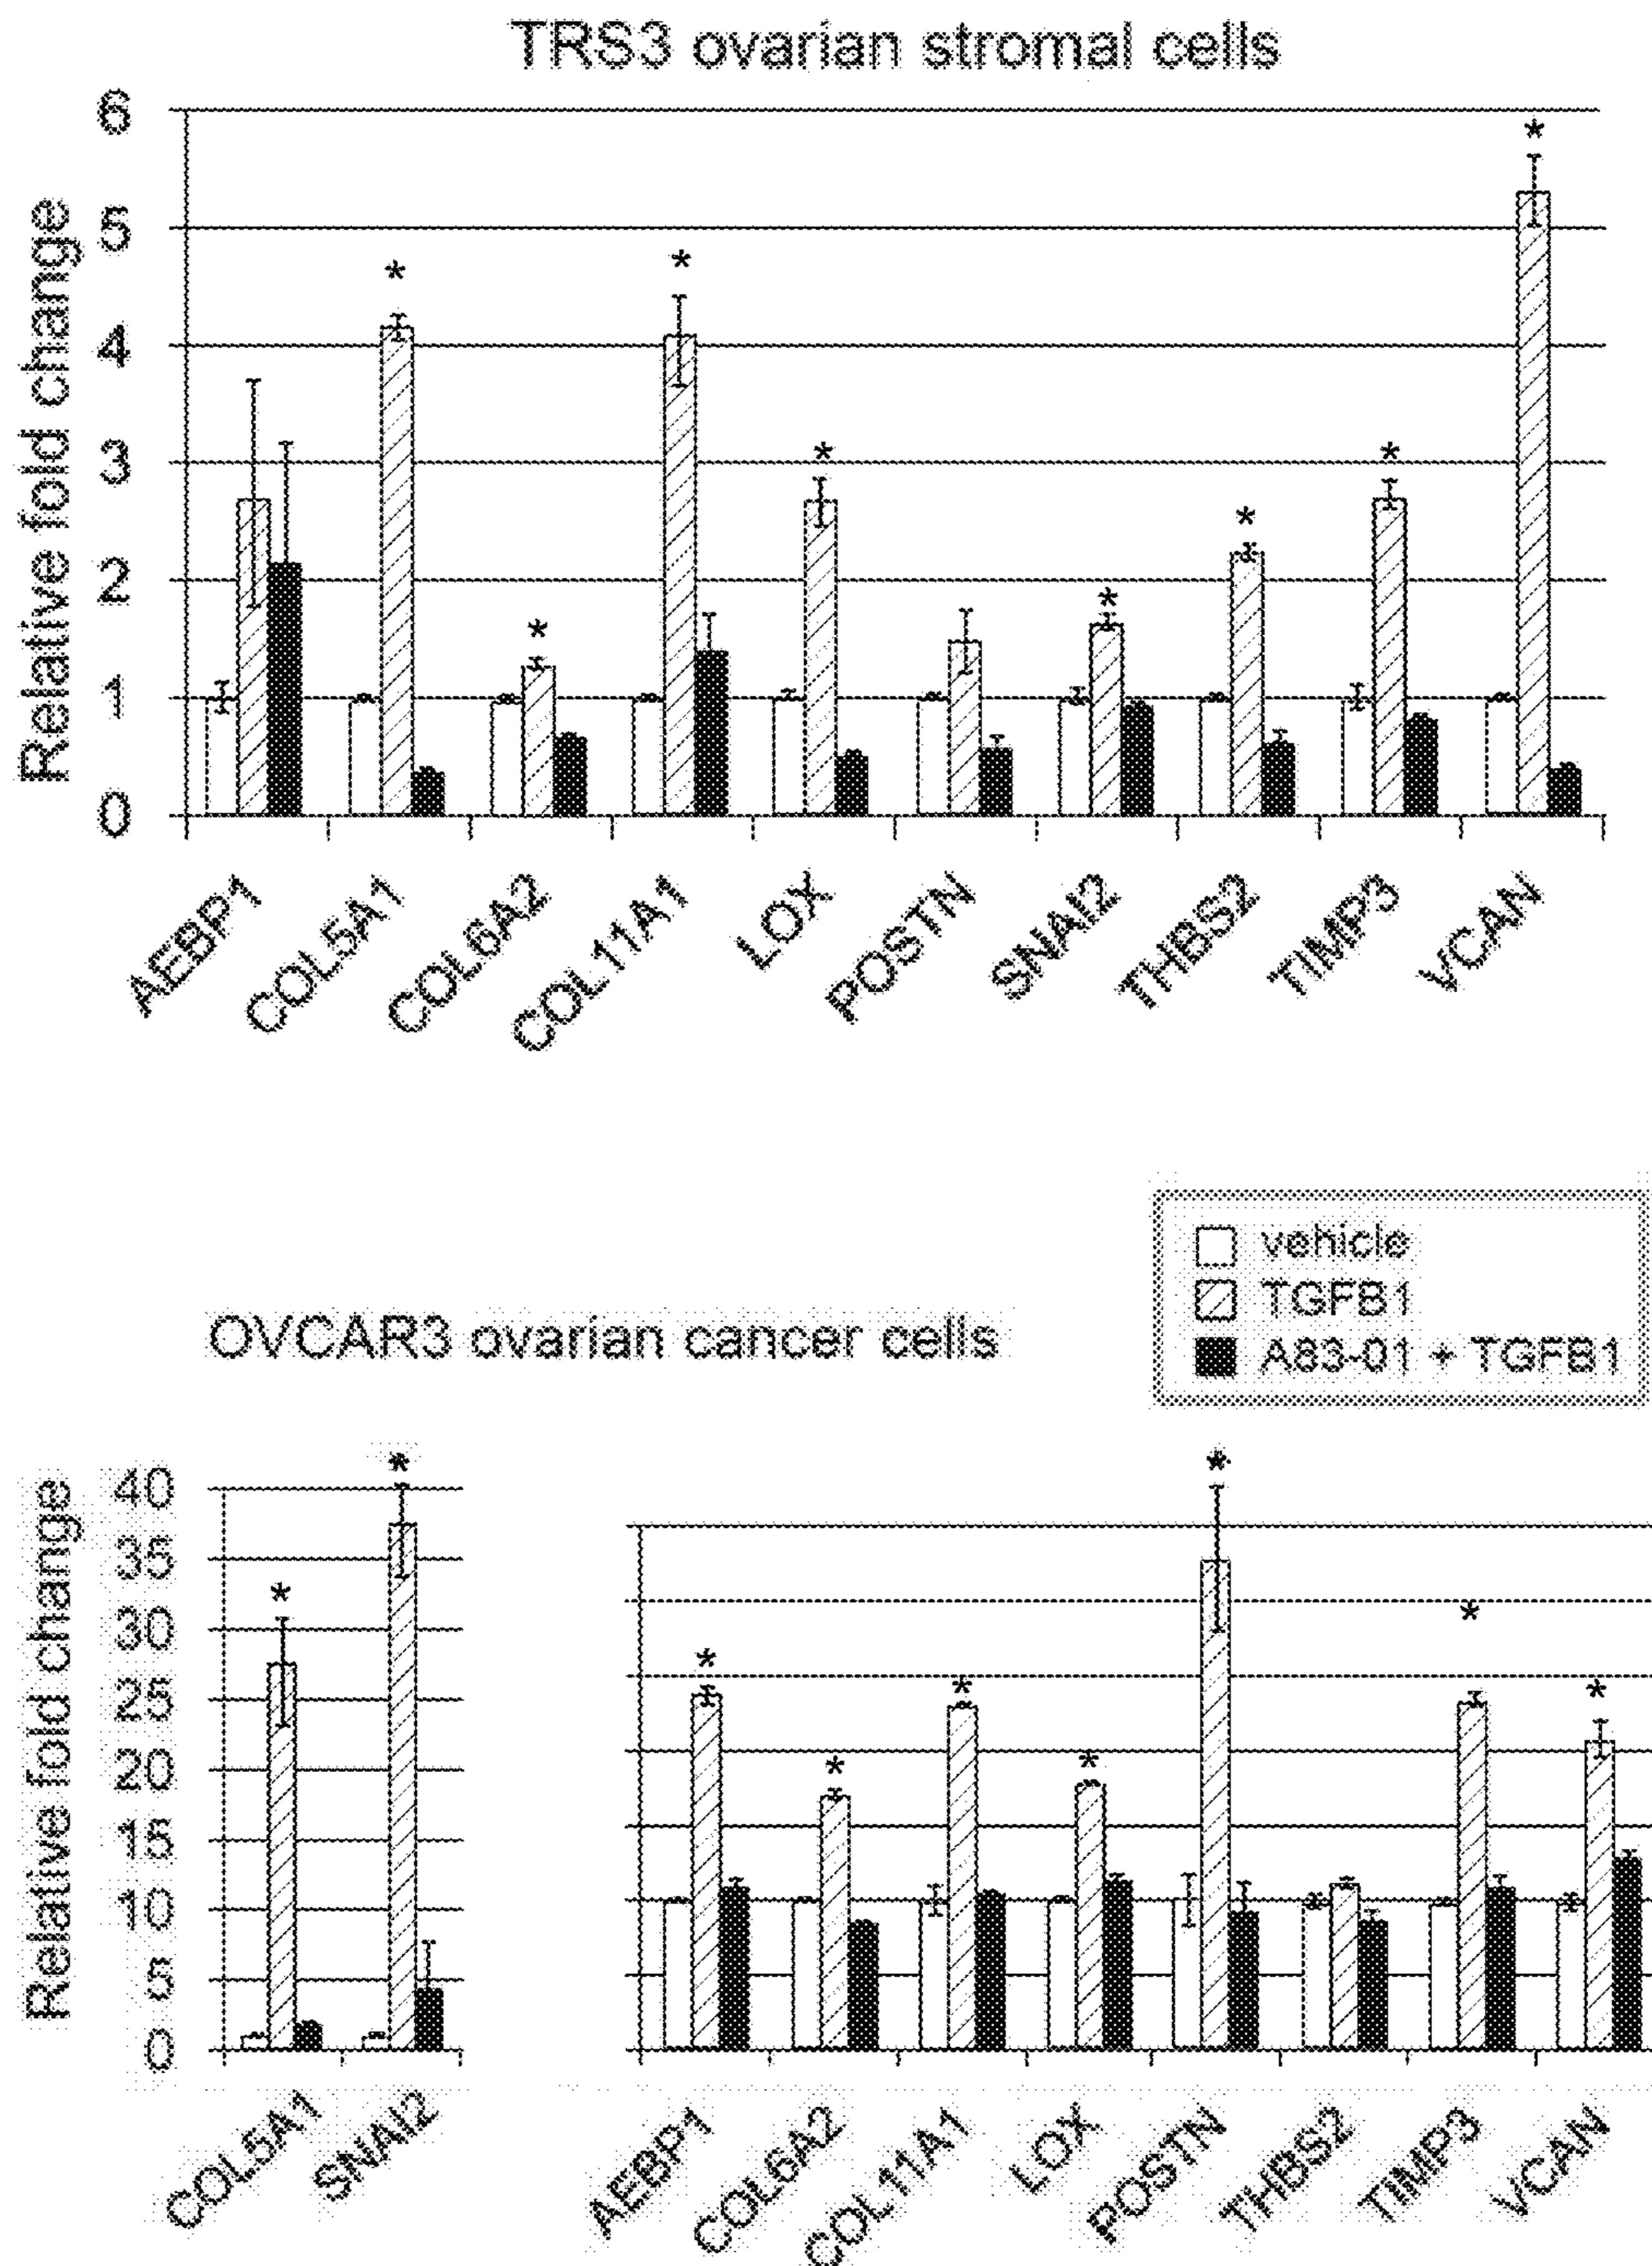 TRS3 ovarian stromal cells
Relative fold change
6
5
4
3
2
1
0
*
*
*
*
*
*
*
*
AEBP1
COL5A1
COL6A2
COL11A1
LOX
POSTN
SNAI2
THBS2
TIMP3
VCAN
vehicle
TGFB1
A83-01 + TGFB1
OVCAR3 ovarian cancer cells
Relative fold change
40
35
30
25
20
15
10
5
0
*
*
*
*
*
*
*
*
*
COL5A1
SNAI2
AEBP1
COL6A2
COL11A1
LOX
POSTN
THBS2
TIMP3
VCAN